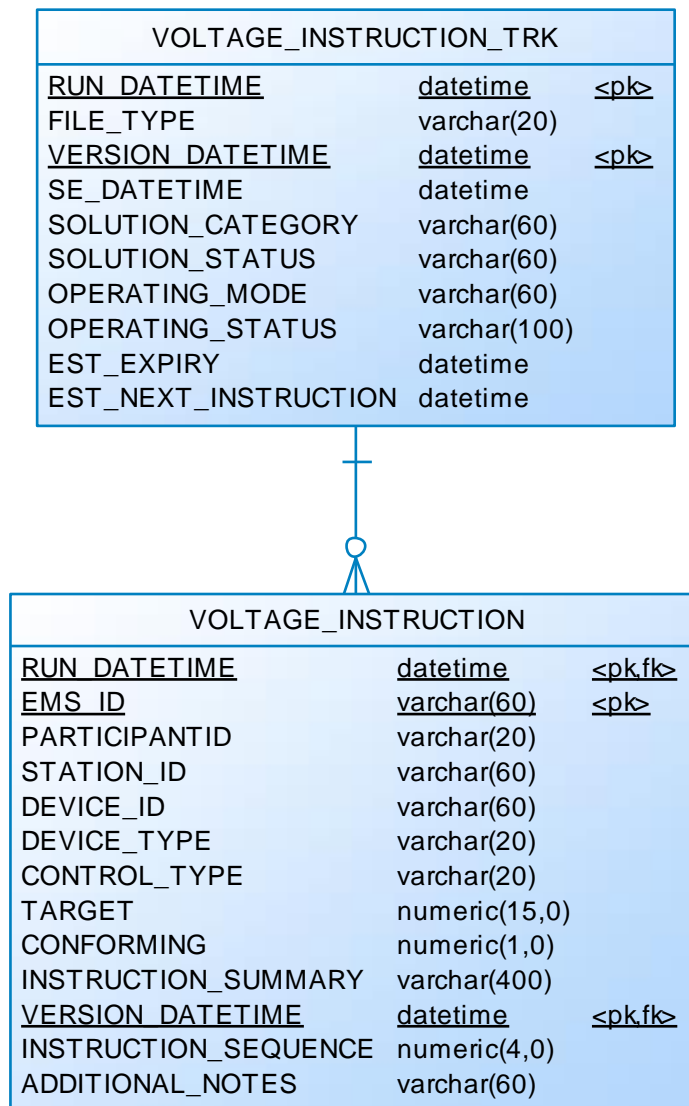 VOLTAGE_INSTRUCTION_TRK
RUN_DATETIME datetime <pk>
FILE_TYPE varchar(20)
VERSION_DATETIME datetime <pk>
SE_DATETIME datetime
SOLUTION_CATEGORY varchar(60)
SOLUTION_STATUS varchar(60)
OPERATING_MODE varchar(60)
OPERATING_STATUS varchar(100)
EST_EXPIRY datetime
EST_NEXT_INSTRUCTION datetime
VOLTAGE_INSTRUCTION
RUN_DATETIME datetime <pk,fk>
EMS_ID varchar(60) <pk>
PARTICIPANTID varchar(20)
STATION_ID varchar(60)
DEVICE_ID varchar(60)
DEVICE_TYPE varchar(20)
CONTROL_TYPE varchar(20)
TARGET numeric(15,0)
CONFORMING numeric(1,0)
INSTRUCTION_SUMMARY varchar(400)
VERSION_DATETIME datetime <pk,fk>
INSTRUCTION_SEQUENCE numeric(4,0)
ADDITIONAL_NOTES varchar(60)